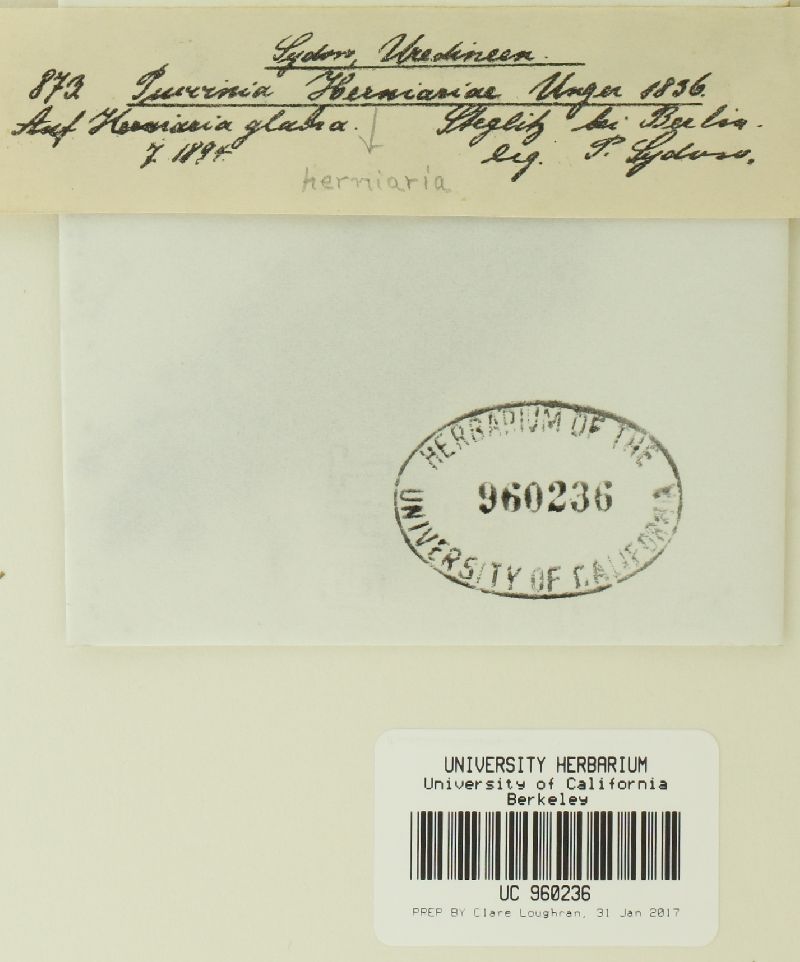 Sydow, Uredineen.
873. Puccinia Herniariae Unger 1836.
Auf Herniaria glabra. Steglitz bei Berlin.
7. 1894 leg. P. Sydow.
herniaria
HERBARIUM OF THE
960236
UNIVERSITY OF CALIFORNIA
UNIVERSITY HERBARIUM
University of California
Berkeley
UC 960236
PREP BY Clare Loughran, 31 Jan 2017